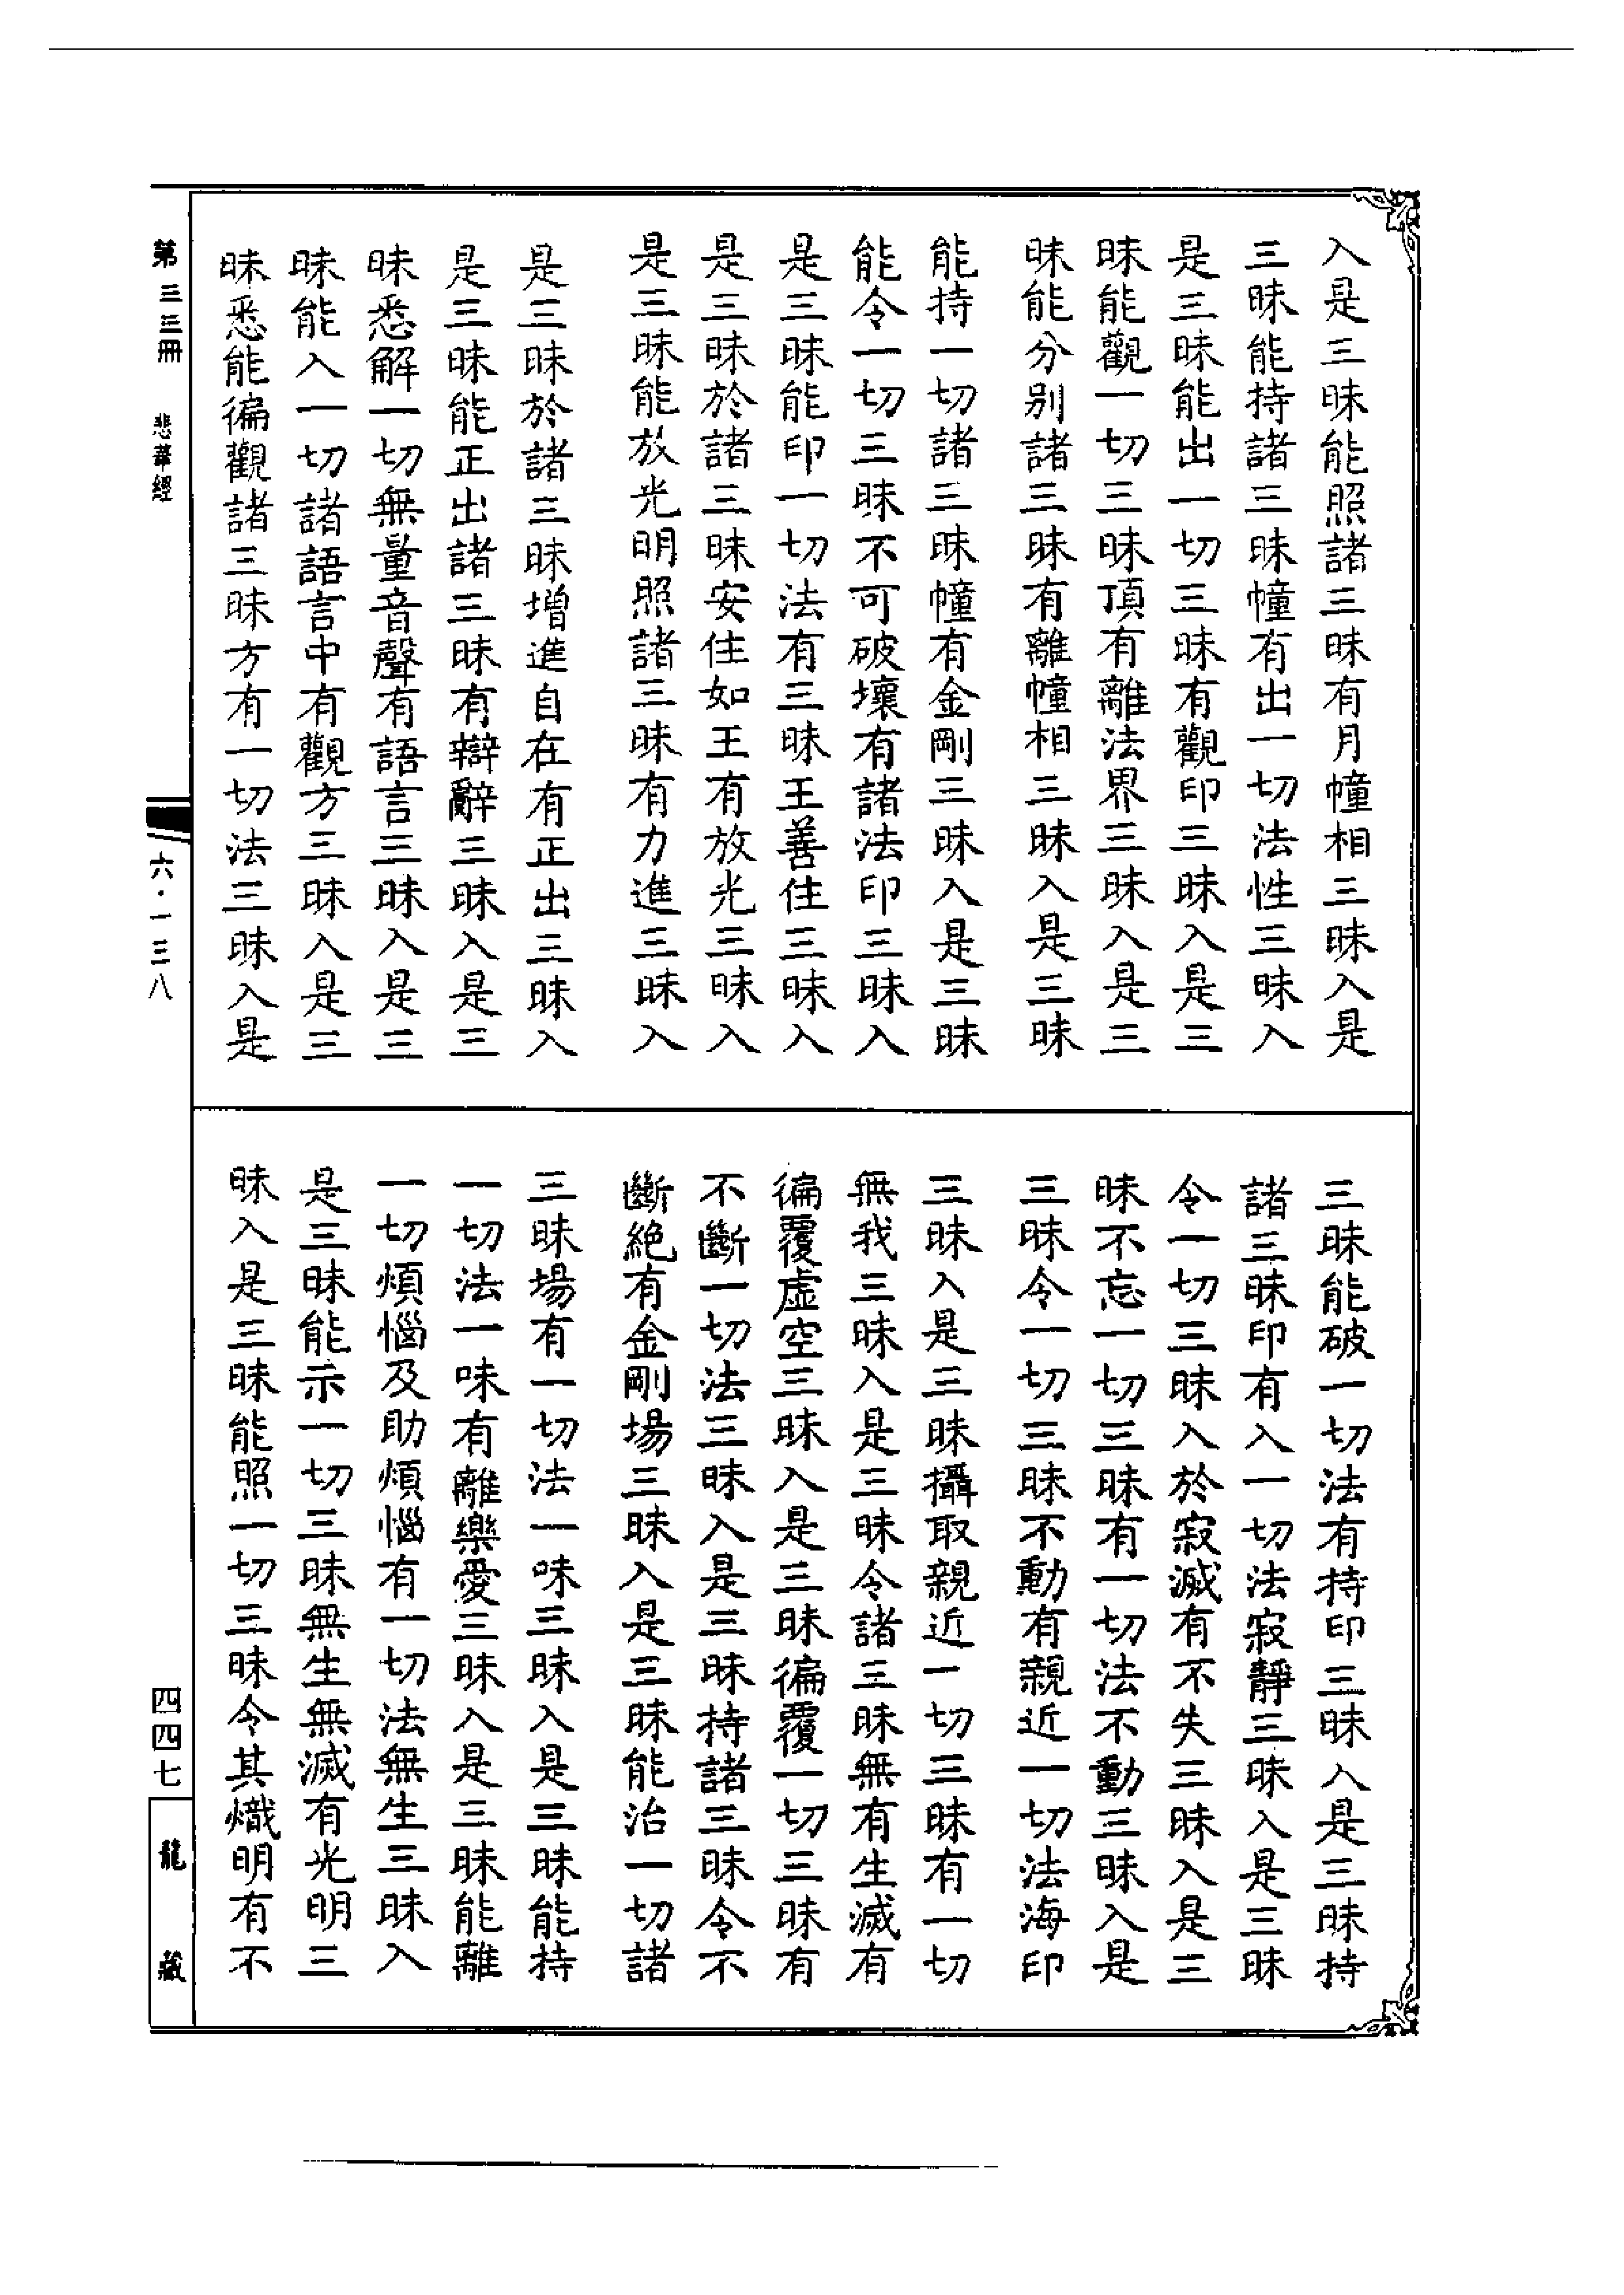 入是三昧能照諸三昧有月幢相三昧入是
三昧能持諸三昧幢有出一切法性三昧入
是三昧能出一切三昧有觀印三昧入是三
昧能觀一切三昧頂有離法界三昧入是三
昧能分別諸三昧有離幢相三昧入是三昧
能持一切諸三昧幢有金剛三昧入是三昧
能令一切三昧不可破壞有諸法印三昧入
是三昧能印一切法有三昧王善住三昧入
是三昧於諸三昧安住如王有放光三昧入
是三昧能放光明照諸三昧有力進三昧入
是三昧於諸三昧增進自在有正出三昧入
是三昧能正出諸三昧有辯辭三昧入是三
昧悉解一切無量音聲有語言三昧入是三
昧能入一切諸語言中有觀方三昧入是三
昧悉能徧觀諸三昧方有一切法三昧入是
三昧能破一切法有持印三昧入是三昧持
諸三昧印有入一切法寂靜三昧入是三昧
令一切三昧入於寂滅有不失三昧入是三
昧不忘一切三昧有一切法不動三昧入是
三昧令一切三昧不動有親近一切法海印
三昧入是三昧攝取親近一切三昧有一切
無我三昧入是三昧令諸三昧無有生滅有
徧覆虛空三昧入是三昧徧覆一切三昧有
不斷一切法三昧入是三昧持諸三昧令不
斷絕有金剛場三昧入是三昧能治一切諸
三昧場有一切法一味三昧入是三昧能持
一切法一味有離樂愛三昧入是三昧能離
一切煩惱及助煩惱有一切法無生三昧入
是三昧能示一切三昧無生無滅有光明三
昧入是三昧能照一切三昧令其熾明有不
第三三冊 悲華經
六·一三八
四四七
龍藏